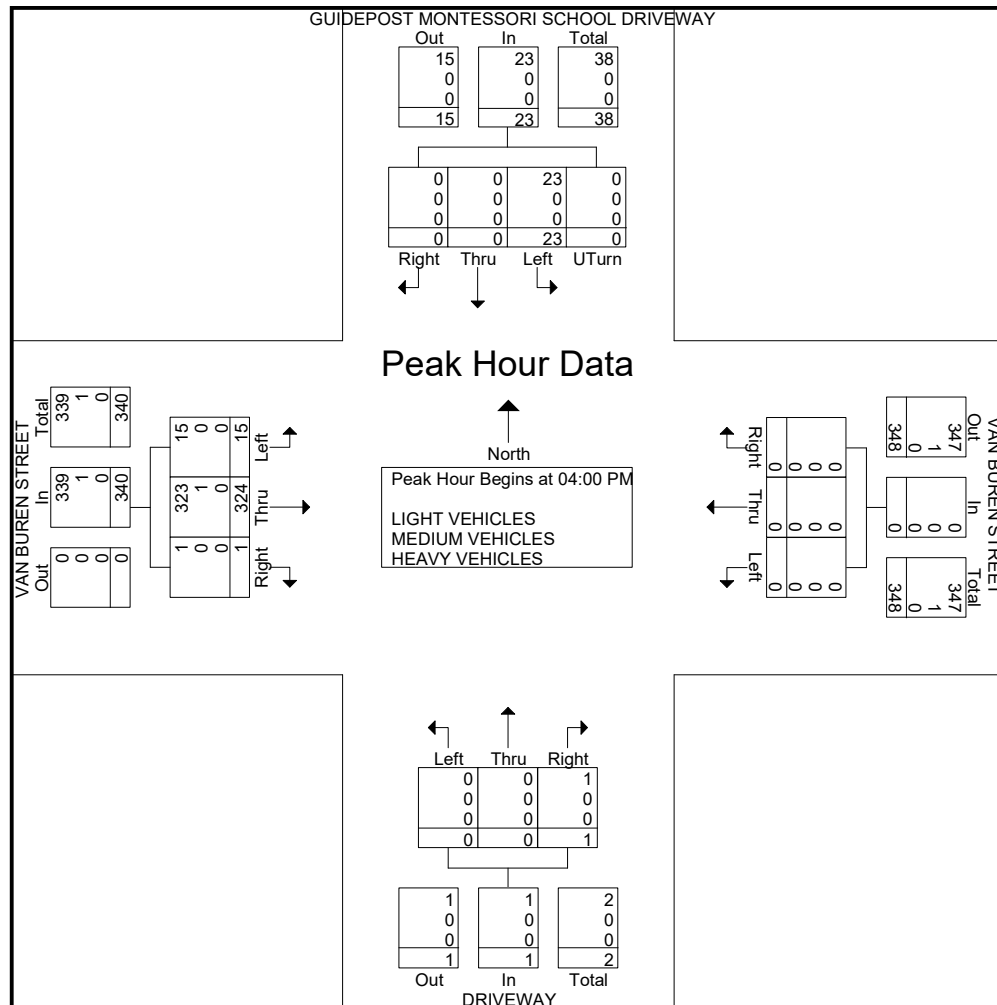 GUIDEPOST MONTESSORI SCHOOL DRIVEWAY
Out In Total
15 23 38
0 0 0
0 0 0
15 23 38
0 0 23 0
0 0 0 0
0 0 0 0
0 0 23 0
Right Thru Left UTurn
Peak Hour Data
North
Peak Hour Begins at 04:00 PM
LIGHT VEHICLES
MEDIUM VEHICLES
HEAVY VEHICLES
VAN BUREN STREET
Out In Total
0 339 339
0 1 1
0 0 0
0 340 340
Right Thru Left
1 323 15
0 1 0
0 0 0
1 324 15
VAN BUREN STREET
Out In Total
347 0 347
1 0 1
0 0 0
348 0 348
Right Thru Left
0 0 0
0 0 0
0 0 0
0 0 0
Left Thru Right
0 0 1
0 0 0
0 0 0
0 0 1
1 1 2
0 0 0
0 0 0
1 1 2
Out In Total
DRIVEWAY